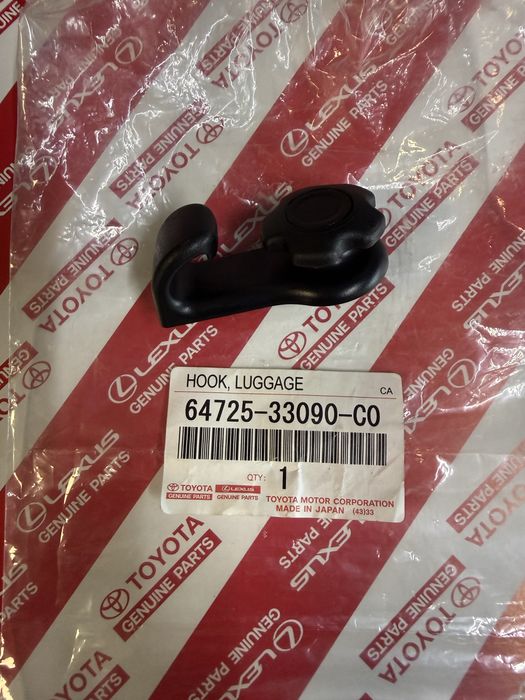 HOOK, LUGGAGE
CA
64725-33090-C0
QTY: 1
TOYOTA LEXUS
GENUINE PARTS GENUINE PARTS
TOYOTA MOTOR CORPORATION
MADE IN JAPAN (43)33
TOYOTA
GENUINE PARTS
LEXUS
GENUINE PARTS